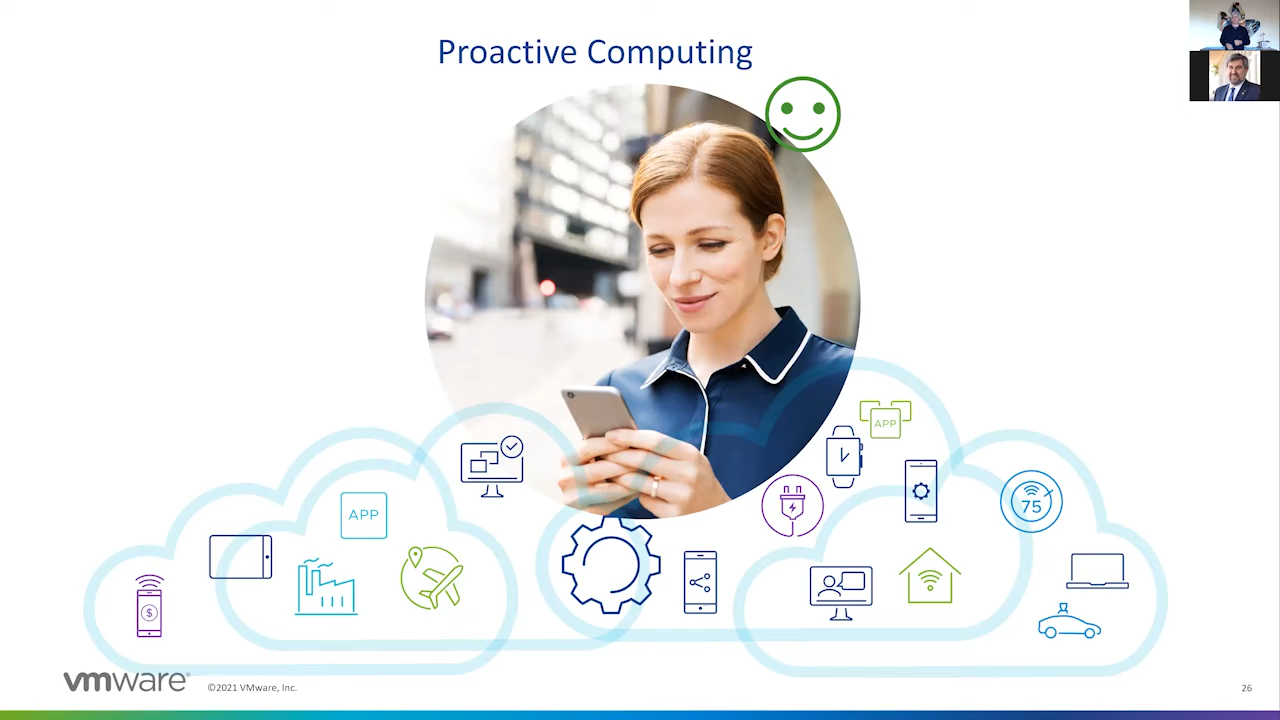 Proactive Computing
APP
APP
75
$
vmware®
©2021 VMware, Inc.
26